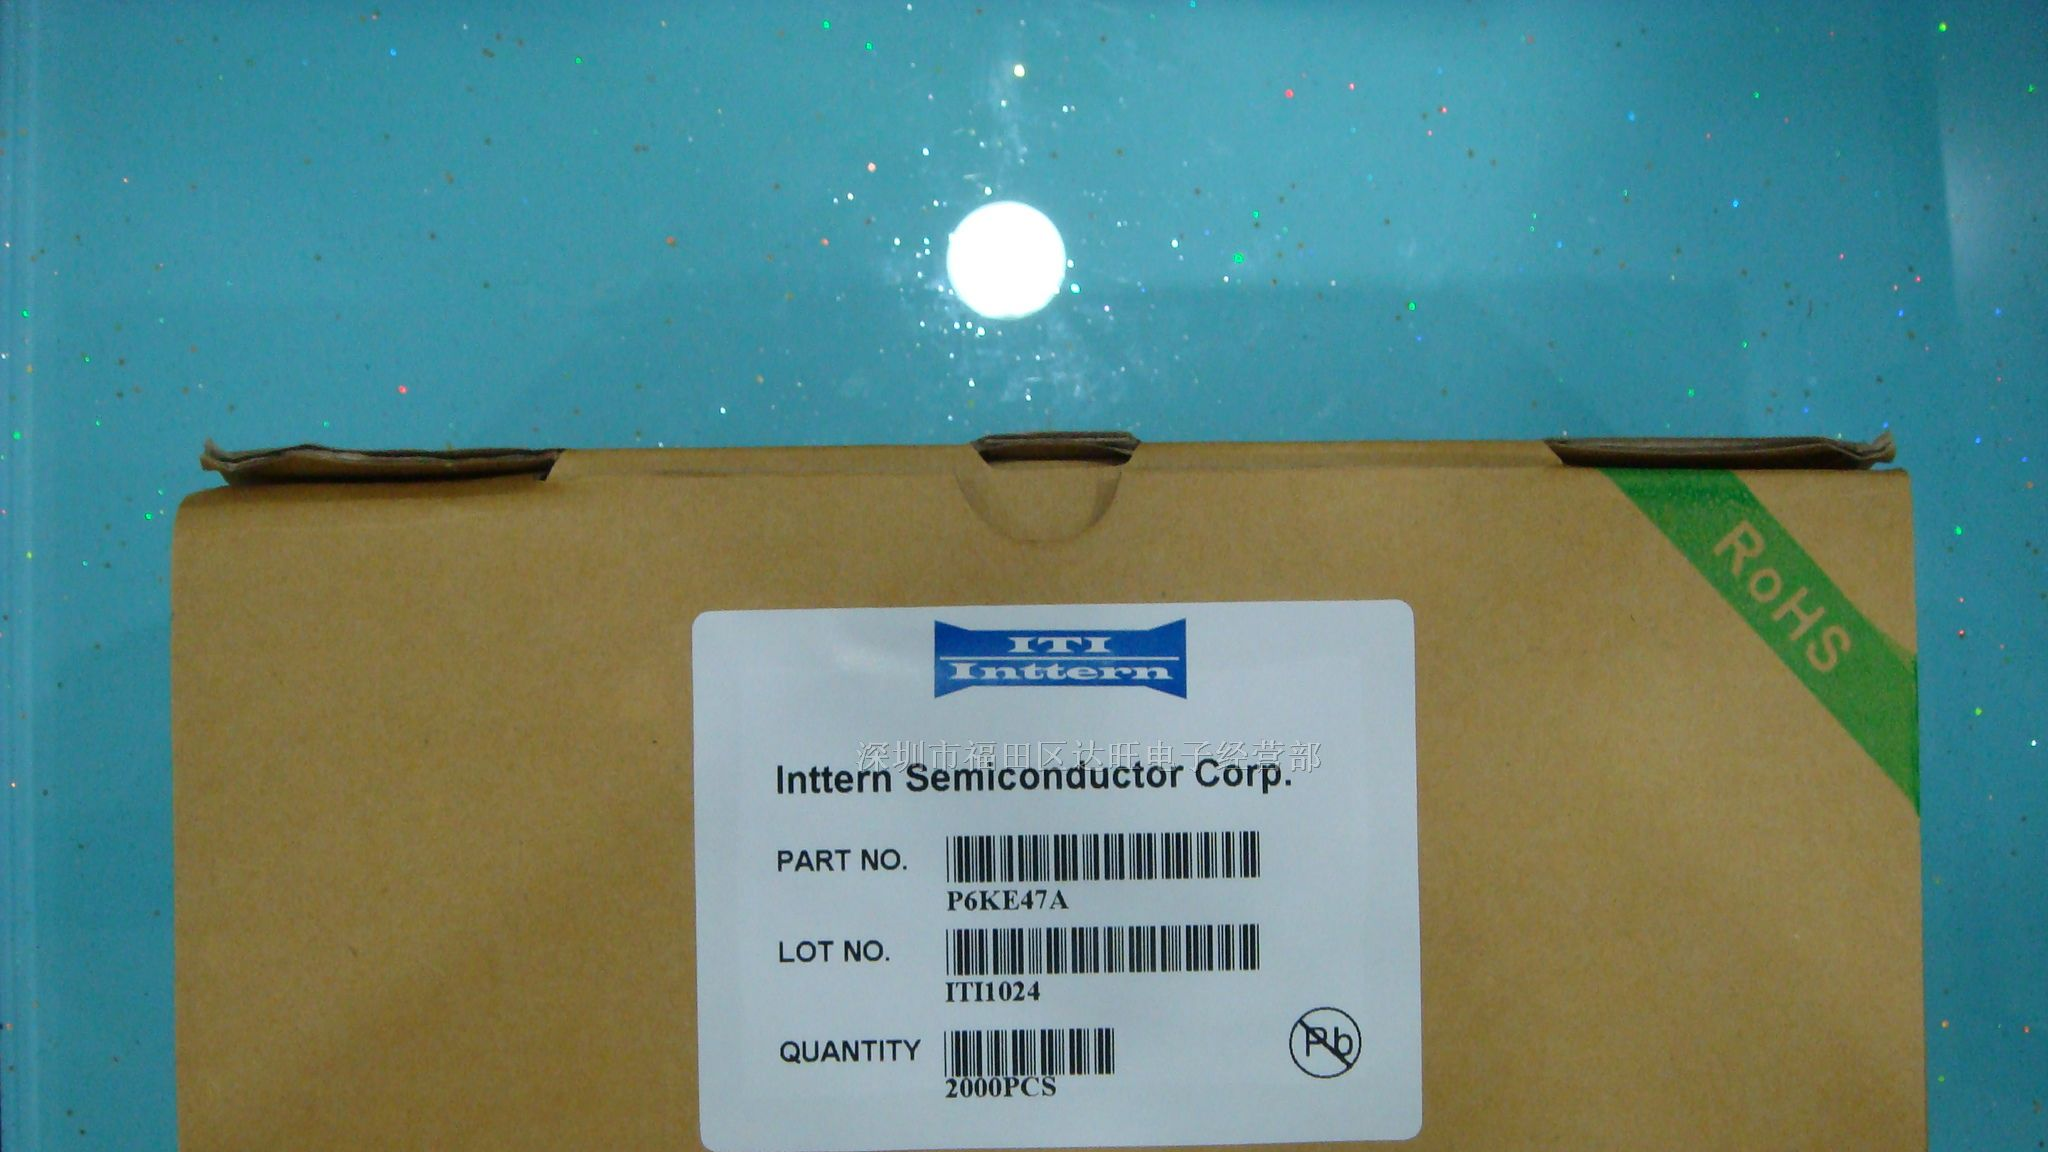 RoHS
ITI
Inttern
深圳市福田区达旺电子经营部
Inttern Semiconductor Corp.
PART NO.
P6KE47A
LOT NO.
ITI1024
QUANTITY
2000PCS
Pb